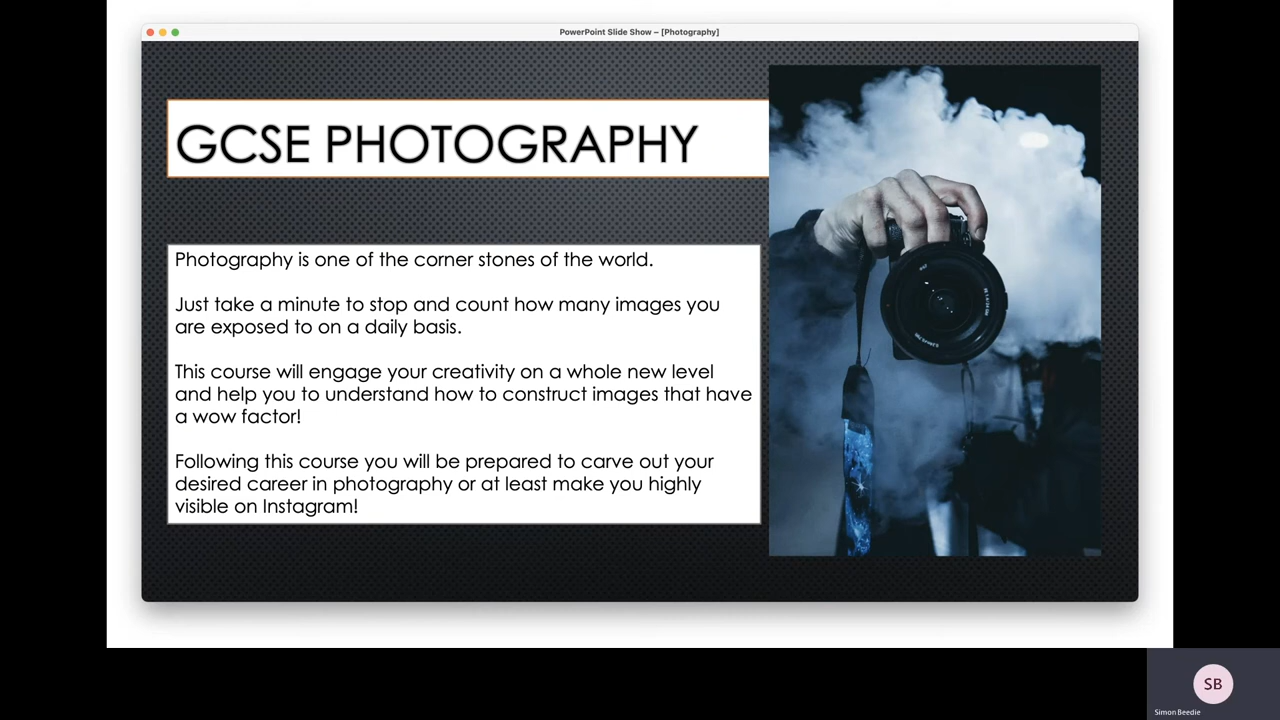 PowerPoint Slide Show – [Photography]
GCSE PHOTOGRAPHY
Photography is one of the corner stones of the world.
Just take a minute to stop and count how many images you
are exposed to on a daily basis.
This course will engage your creativity on a whole new level
and help you to understand how to construct images that have
a wow factor!
Following this course you will be prepared to carve out your
desired career in photography or at least make you highly
visible on Instagram!
SB
Simon Beedie